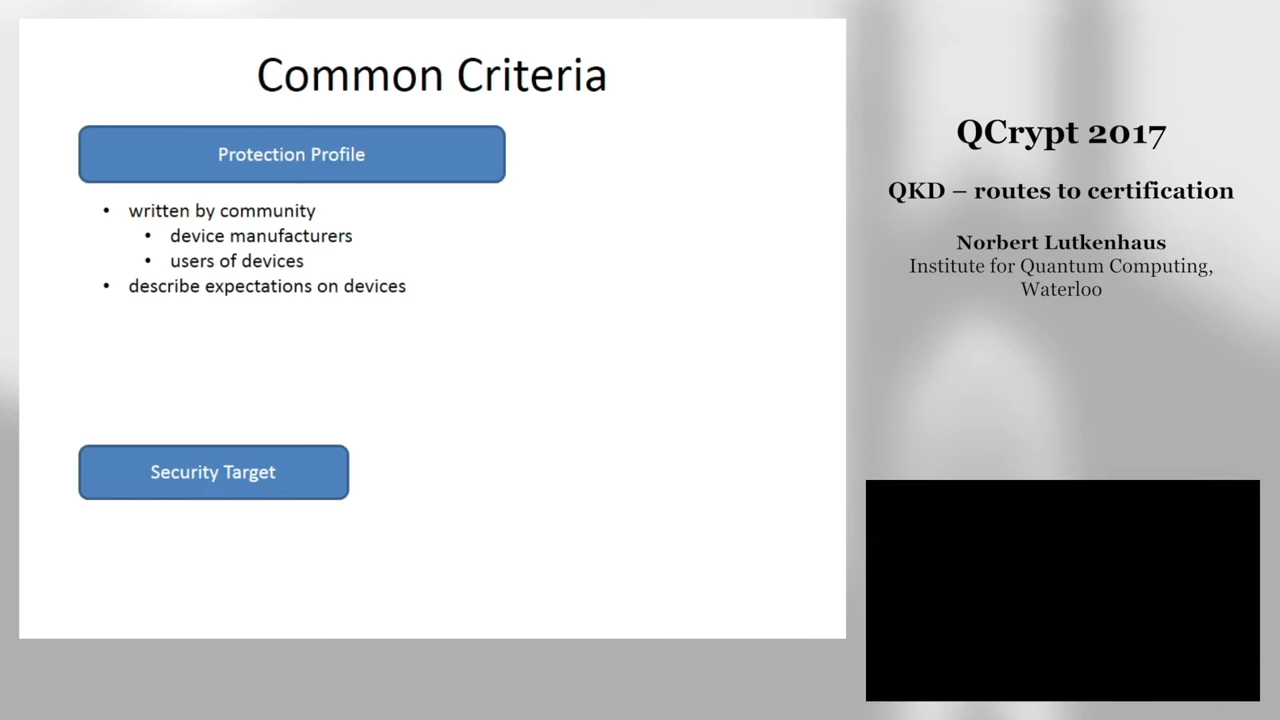 Common Criteria
Protection Profile
• written by community
• device manufacturers
• users of devices
• describe expectations on devices
Security Target
QCrypt 2017
QKD – routes to certification
Norbert Lutkenhaus
Institute for Quantum Computing,
Waterloo